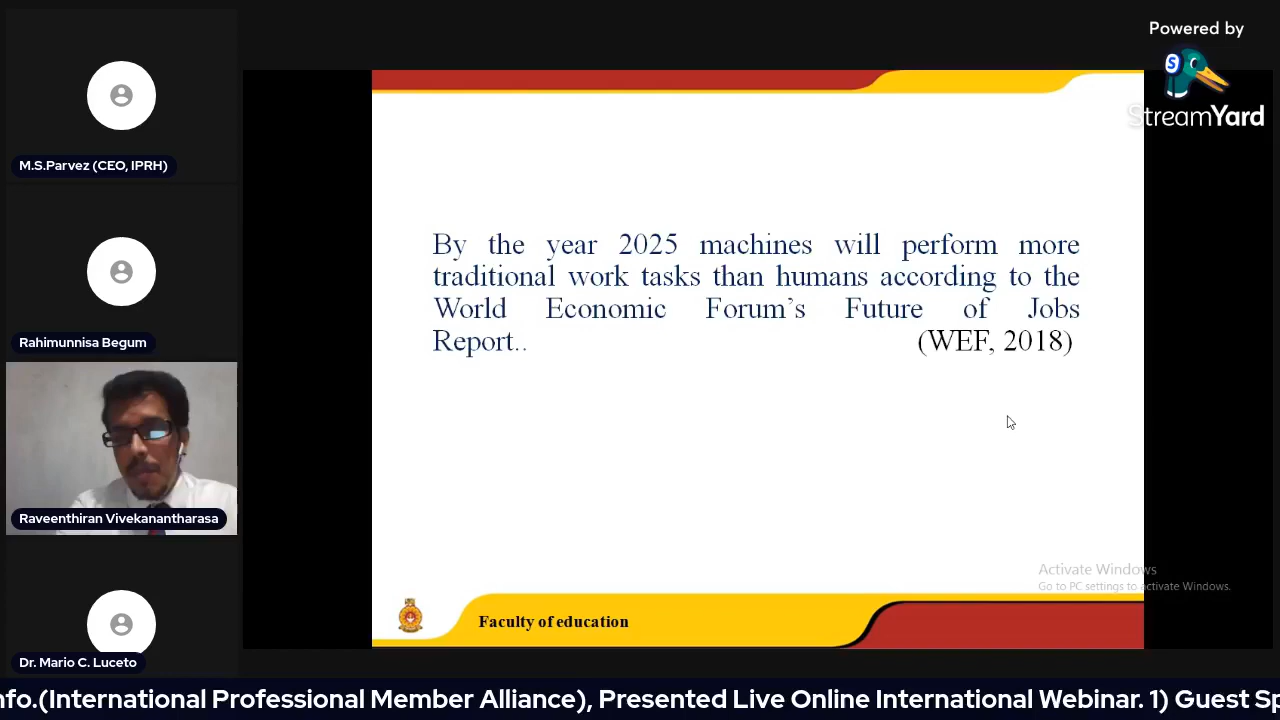 Powered by
StreamYard
M.S.Parvez (CEO, IPRH)
Rahimunnisa Begum
Raveenthiran Vivekanantharasa
Dr. Mario C. Luceto
By the year 2025 machines will perform more
traditional work tasks than humans according to the
World Economic Forum’s Future of Jobs
Report.. (WEF, 2018)
Activate Windows
Go to PC settings to activate Windows.
Faculty of education
nfo.(International Professional Member Alliance), Presented Live Online International Webinar. 1) Guest Sp